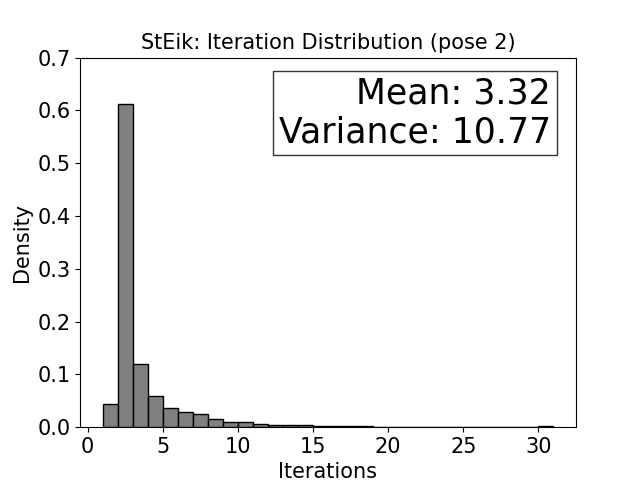 StEik: Iteration Distribution (pose 2)
Mean: 3.32
Variance: 10.77
Density
0.7
0.6
0.5
0.4
0.3
0.2
0.1
0.0
0 5 10 15 20 25 30
Iterations